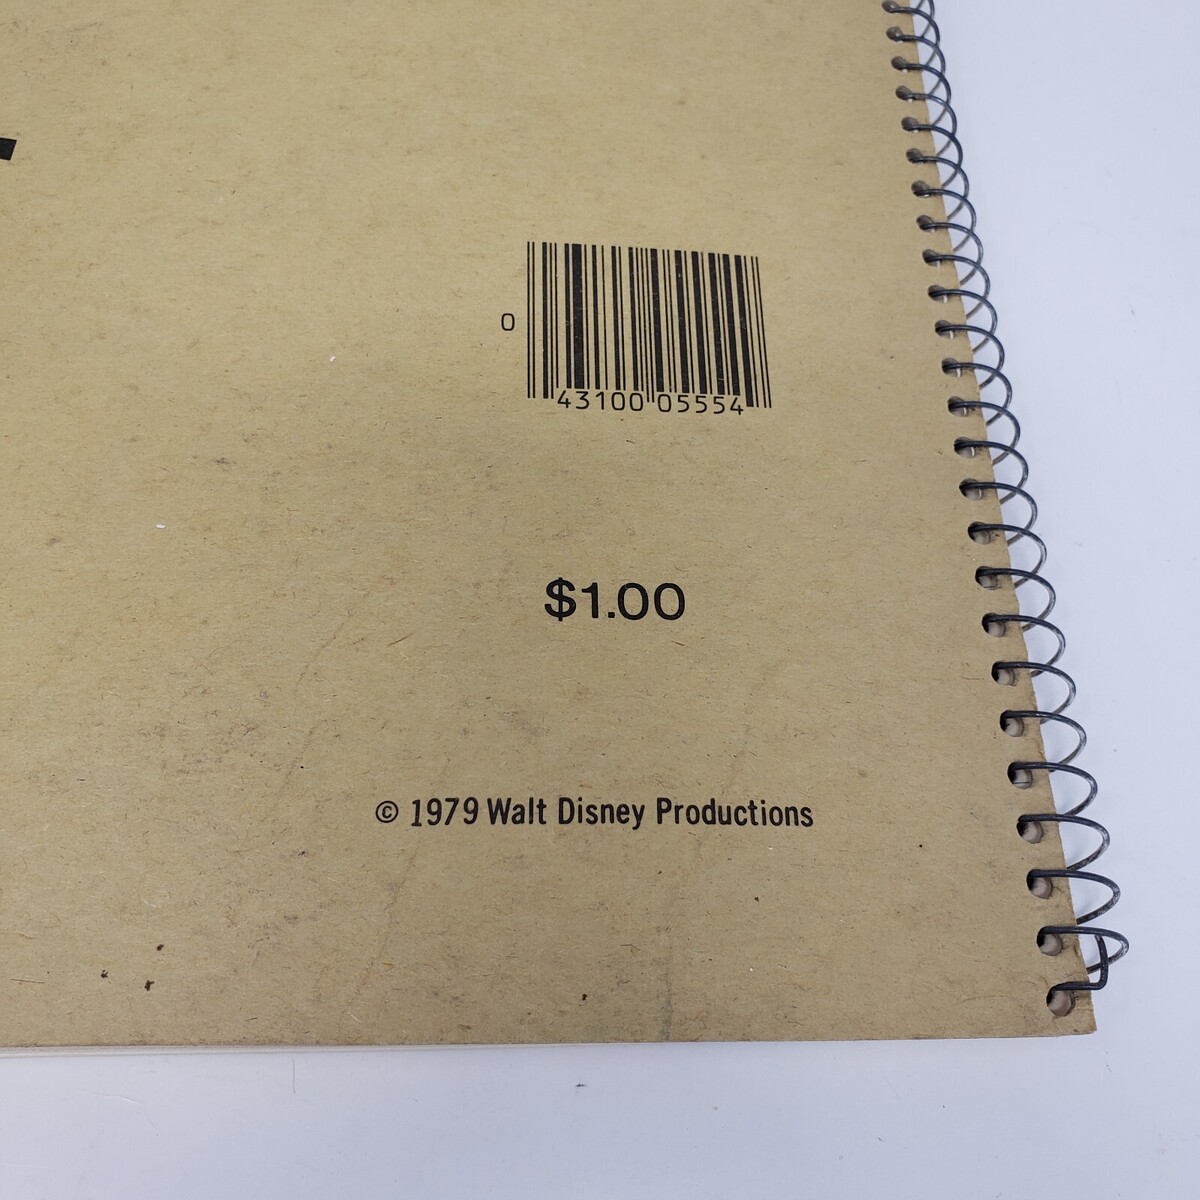 0
43100 05554
$1.00
© 1979 Walt Disney Productions